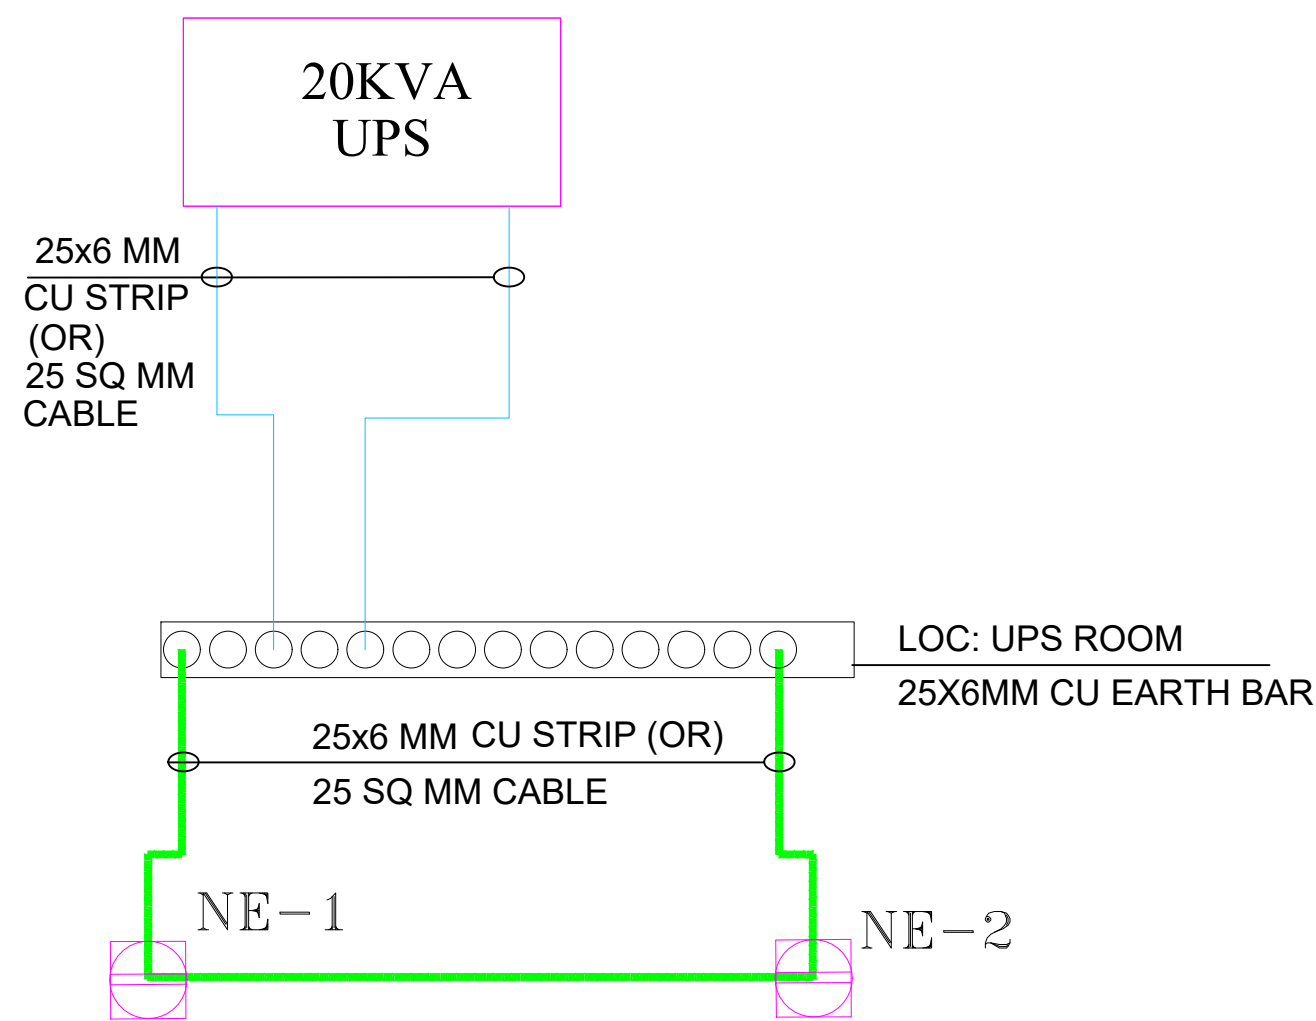 20KVA
UPS
25x6 MM
CU STRIP
(OR)
25 SQ MM
CABLE
LOC: UPS ROOM
25X6MM CU EARTH BAR
25x6 MM CU STRIP (OR)
25 SQ MM CABLE
NE-1
NE-2